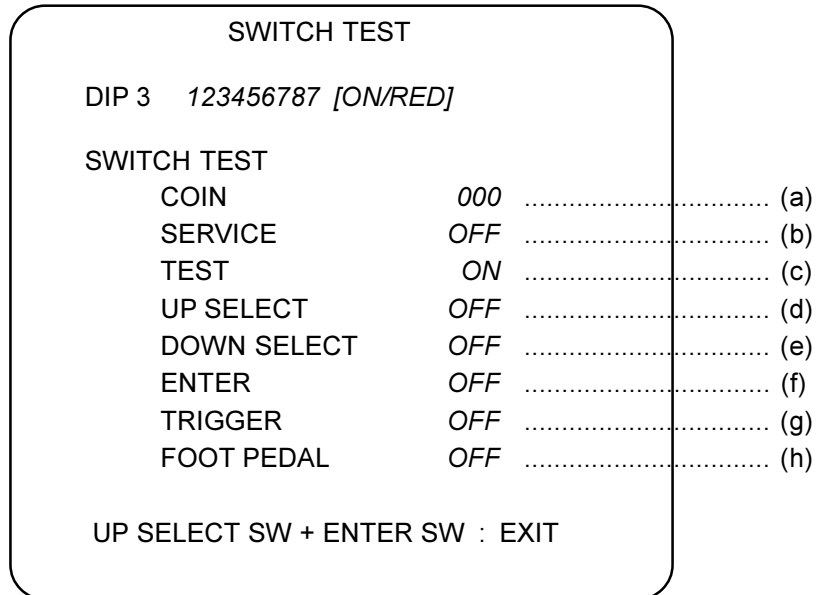 SWITCH TEST
DIP 3 123456787 [ON/RED]
SWITCH TEST
COIN 000 ................................. (a)
SERVICE OFF ................................. (b)
TEST ON ................................. (c)
UP SELECT OFF ................................. (d)
DOWN SELECT OFF ................................. (e)
ENTER OFF ................................. (f)
TRIGGER OFF ................................. (g)
FOOT PEDAL OFF ................................. (h)
UP SELECT SW + ENTER SW : EXIT